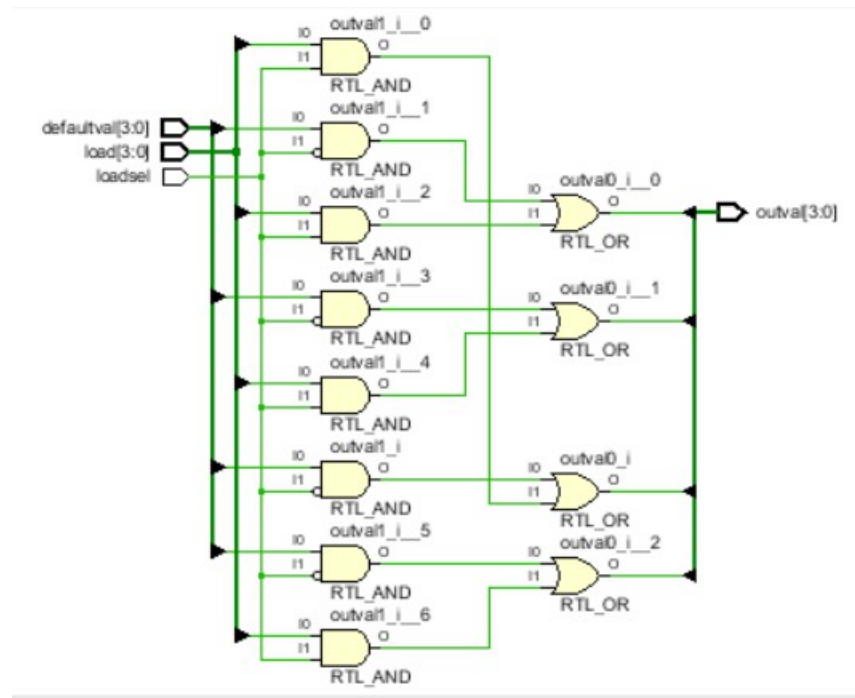 outval1_i__0
I0
O
I1
RTL_AND
outval1_i__1
defaultval[3:0]
I0
O
I1
load[3:0]
RTL_AND
loadsel
outval1_i__2
I0
O
I1
outval0_i__0
I0
O
I1
outval[3:0]
RTL_OR
RTL_AND
outval1_i__3
I0
O
I1
outval0_i__1
I0
O
I1
RTL_AND
RTL_OR
outval1_i__4
I0
O
I1
RTL_AND
outval1_i
I0
O
I1
outval0_i
I0
O
I1
RTL_AND
RTL_OR
outval1_i__5
I0
O
I1
outval0_i__2
I0
O
I1
RTL_AND
RTL_OR
outval1_i__6
I0
O
I1
RTL_AND